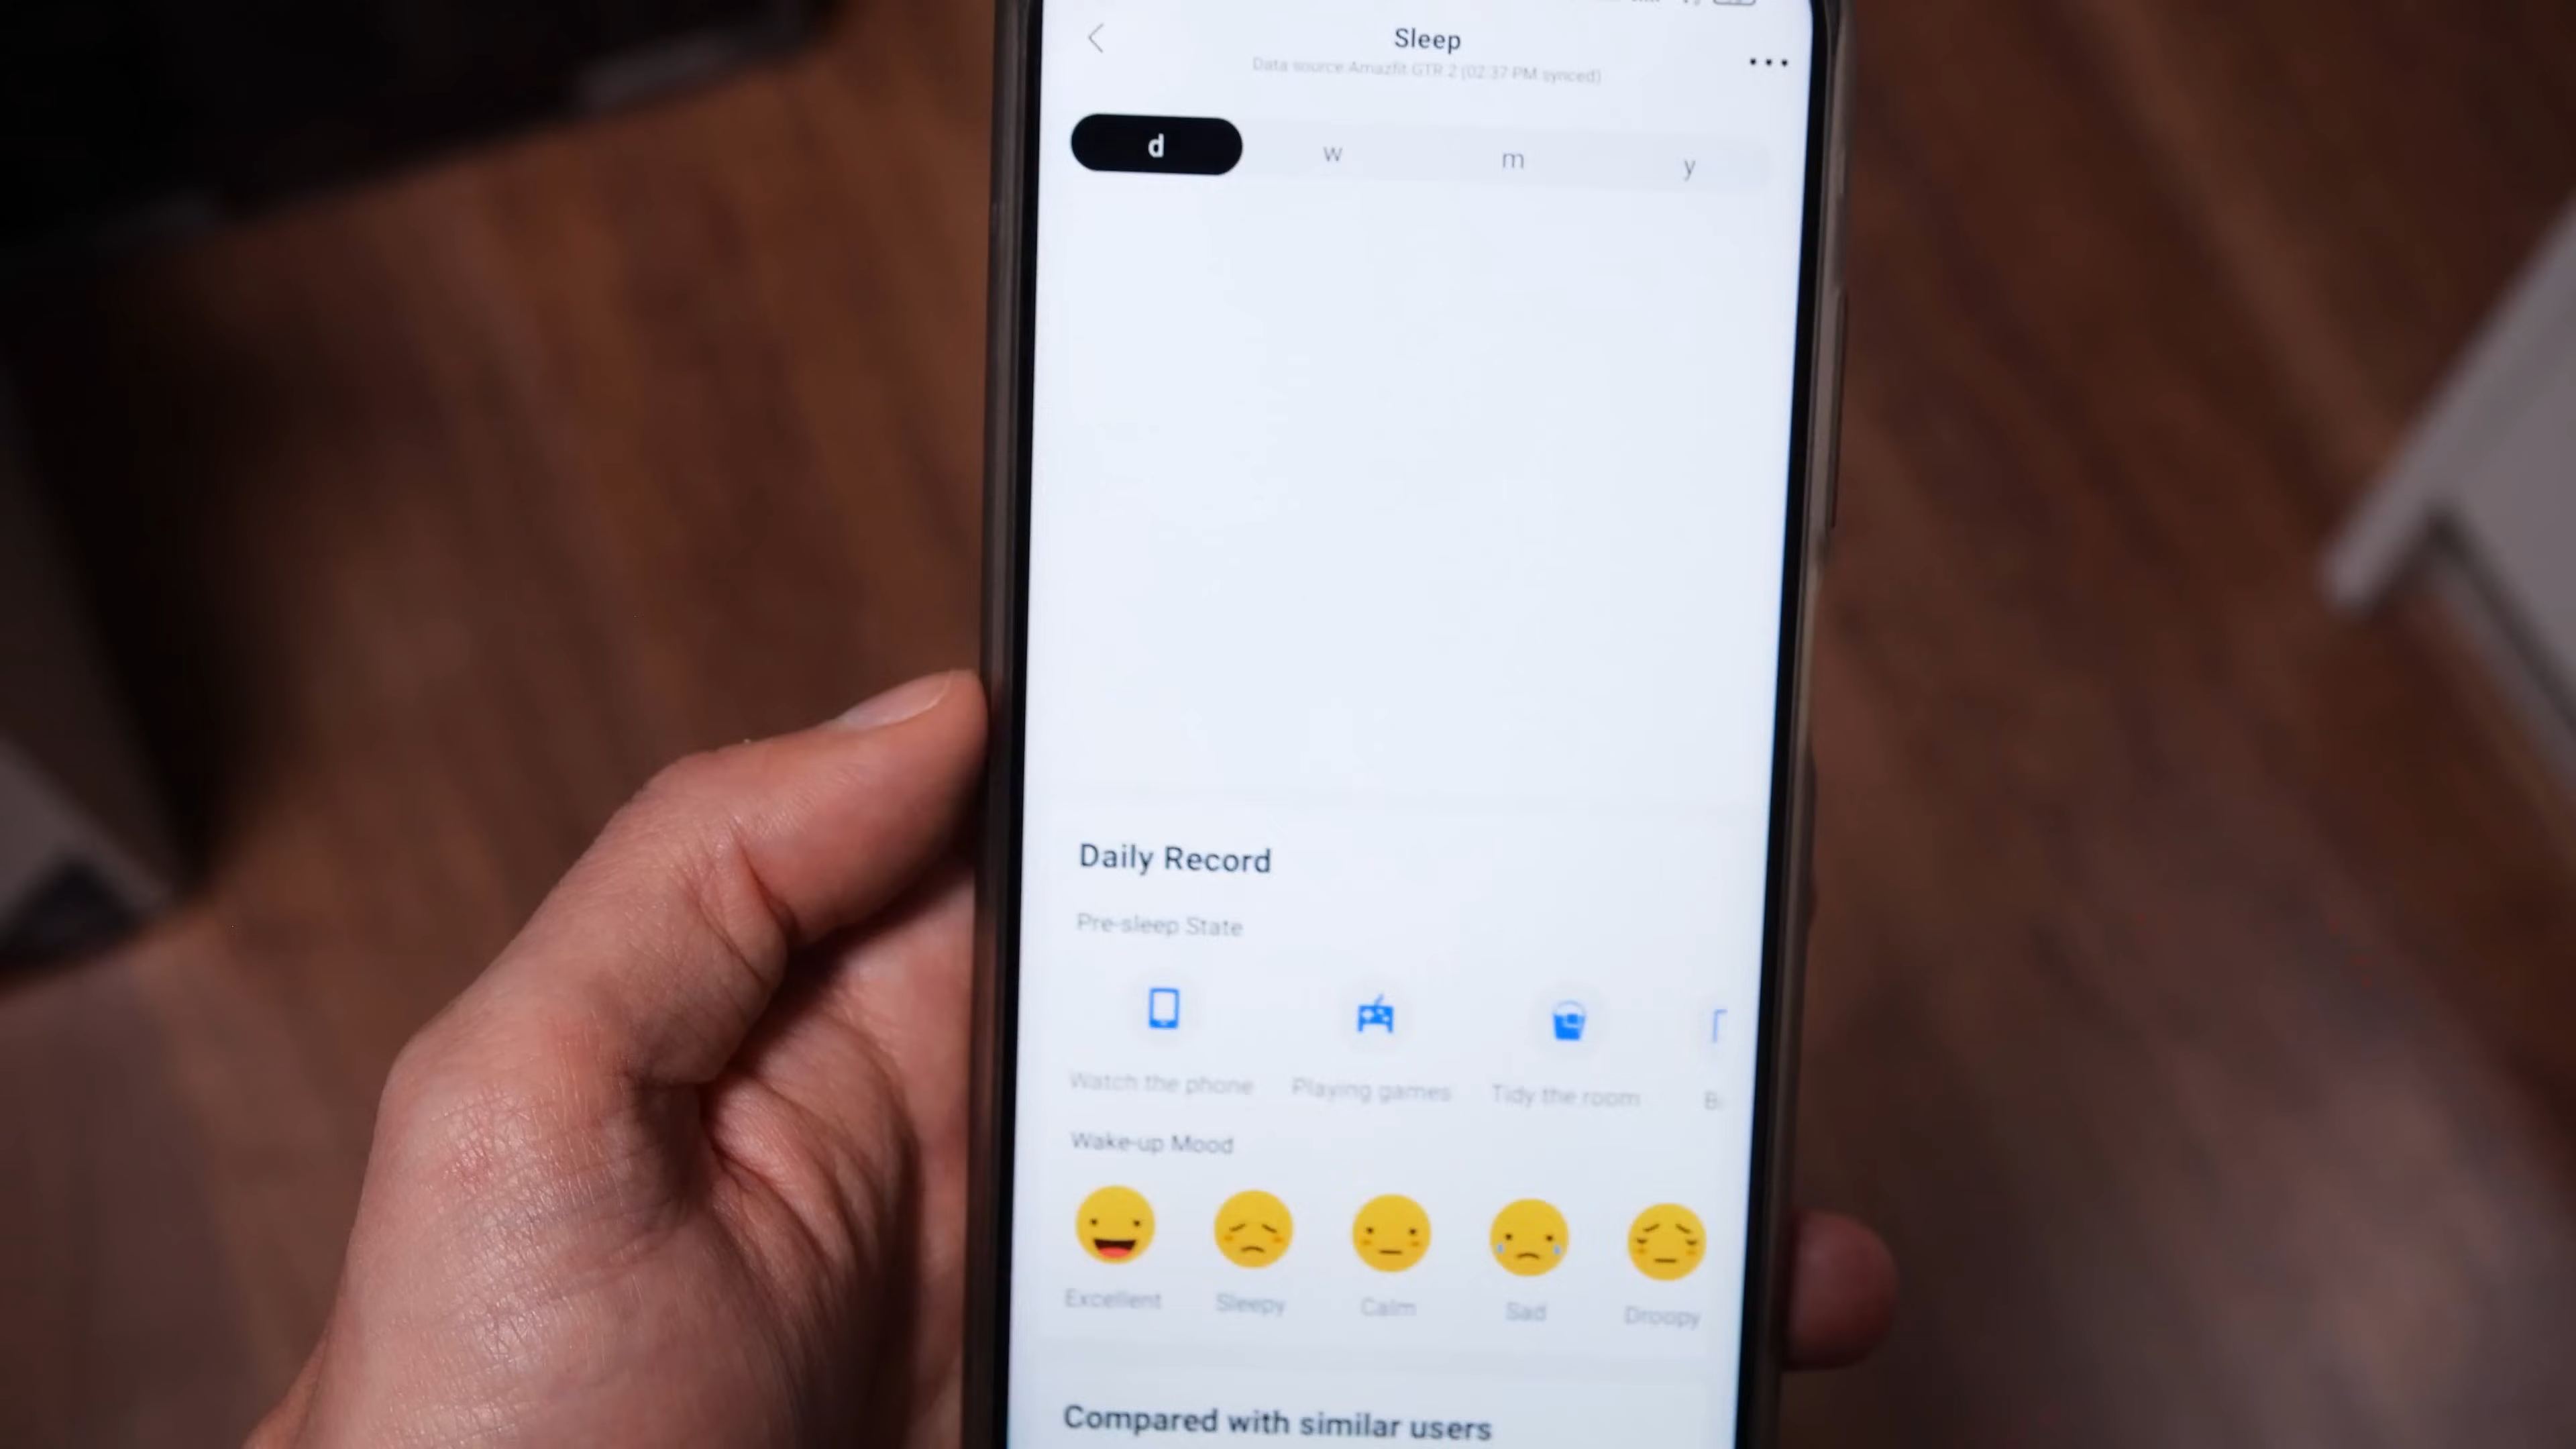 Sleep
Data source:Amazfit GTR 2 (02:37 PM synced)
d w m y
Daily Record
Pre-sleep State
Watch the phone Playing games Tidy the room
Wake-up Mood
Excellent Sleepy Calm Sad Droopy
Compared with similar users